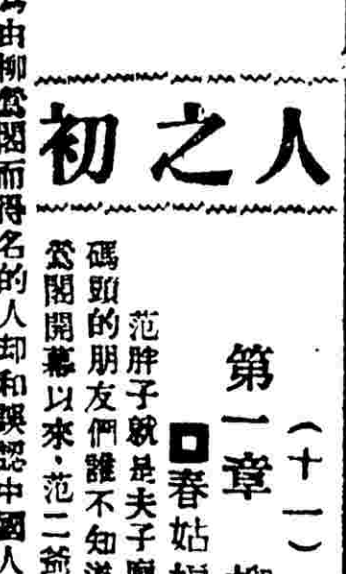 人之初
（十一）
第一章
春姑
范胖子就是夫子
碼頭的朋友們誰不知道
鶯閣開幕以來，范二爺
由柳鶯閣而得名的人却和誤認中國人